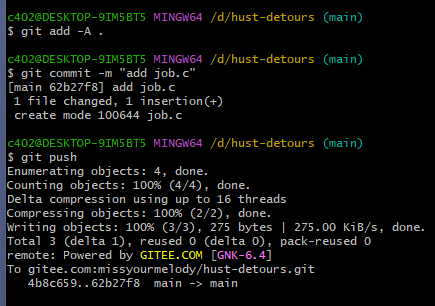 c4O2@DESKTOP-9IM5BT5 MINGW64 /d/hust-detours (main)
$ git add -A .
c4O2@DESKTOP-9IM5BT5 MINGW64 /d/hust-detours (main)
$ git commit -m "add job.c"
[main 62b27f8] add job.c
 1 file changed, 1 insertion(+)
 create mode 100644 job.c
c4O2@DESKTOP-9IM5BT5 MINGW64 /d/hust-detours (main)
$ git push
Enumerating objects: 4, done.
Counting objects: 100% (4/4), done.
Delta compression using up to 16 threads
Compressing objects: 100% (2/2), done.
Writing objects: 100% (3/3), 275 bytes | 275.00 KiB/s, done.
Total 3 (delta 1), reused 0 (delta 0), pack-reused 0
remote: Powered by GITEE.COM [GNK-6.4]
To gitee.com:missyourmelody/hust-detours.git
   4b8c659..62b27f8  main -> main